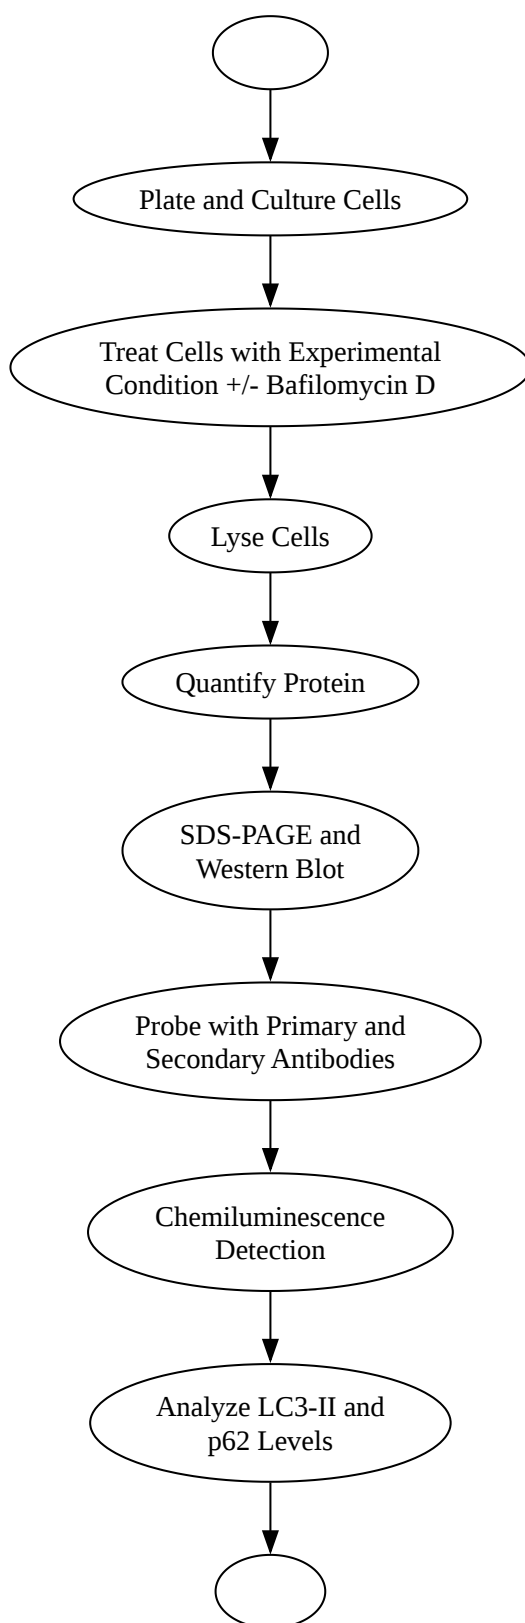 Plate and Culture Cells
Treat Cells with Experimental
Condition +/- Bafilomycin D
Lyse Cells
Quantify Protein
SDS-PAGE and
Western Blot
Probe with Primary and
Secondary Antibodies
Chemiluminescence
Detection
Analyze LC3-II and
p62 Levels